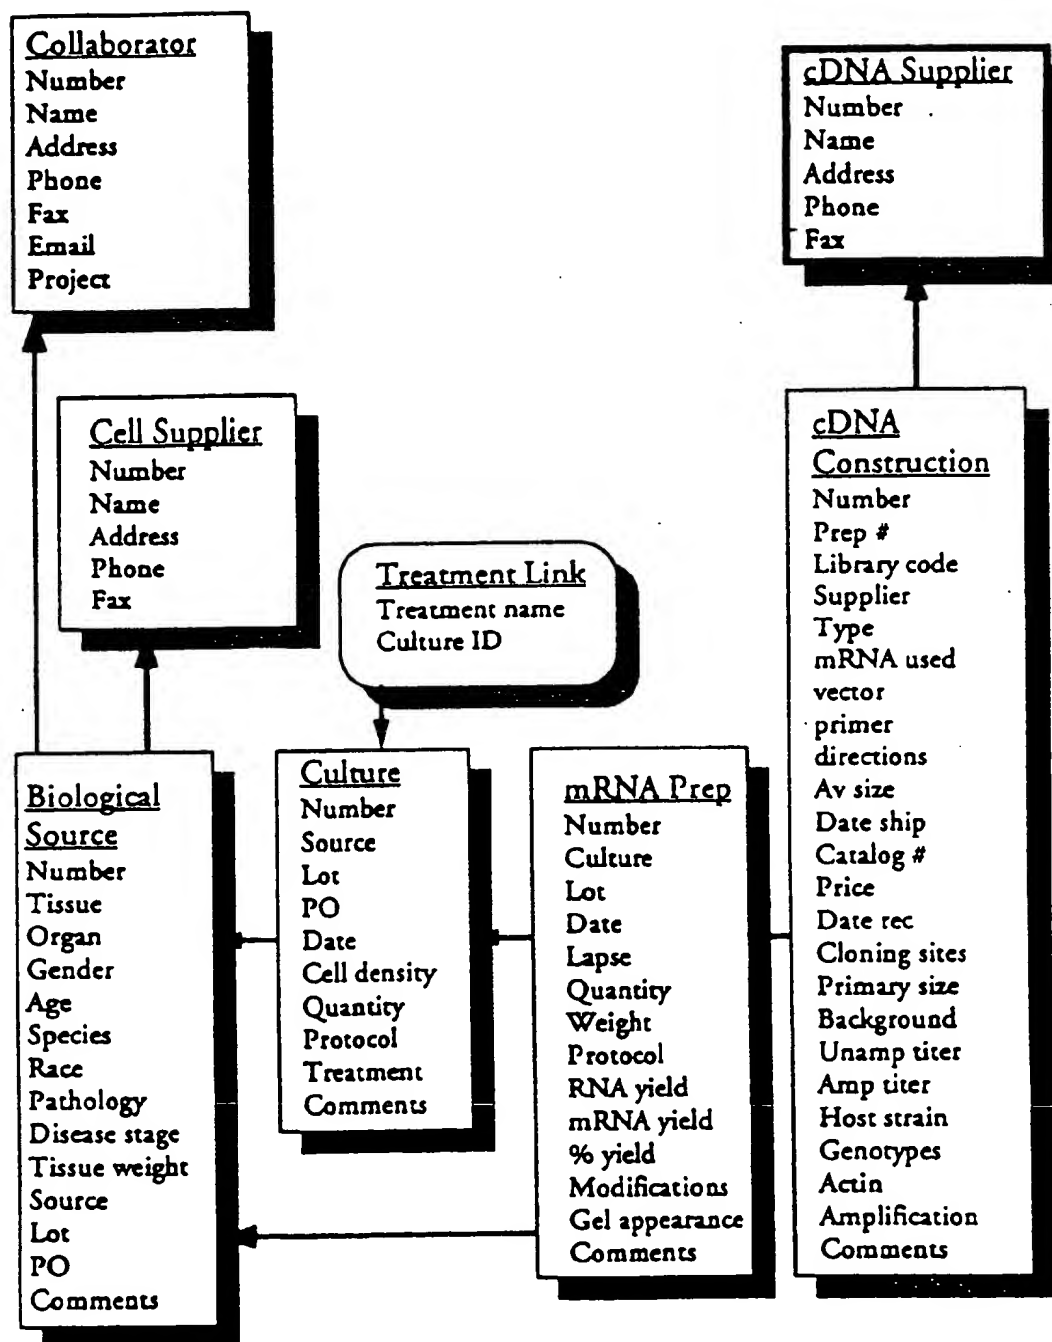 Collaborator
Number
Name
Address
Phone
Fax
Email
Project
cDNA Supplier
Number
Name
Address
Phone
Fax
Cell Supplier
Number
Name
Address
Phone
Fax
Treatment Link
Treatment name
Culture ID
Biological
Source
Number
Tissue
Organ
Gender
Age
Species
Race
Pathology
Disease stage
Tissue weight
Source
Lot
PO
Comments
Culture
Number
Source
Lot
PO
Date
Cell density
Quantity
Protocol
Treatment
Comments
mRNA Prep
Number
Culture
Lot
Date
Lapse
Quantity
Weight
Protocol
RNA yield
mRNA yield
% yield
Modifications
Gel appearance
Comments
cDNA
Construction
Number
Prep #
Library code
Supplier
Type
mRNA used
vector
primer
directions
Av size
Date ship
Catalog #
Price
Date rec
Cloning sites
Primary size
Background
Unamp titer
Amp titer
Host strain
Genotypes
Actin
Amplification
Comments